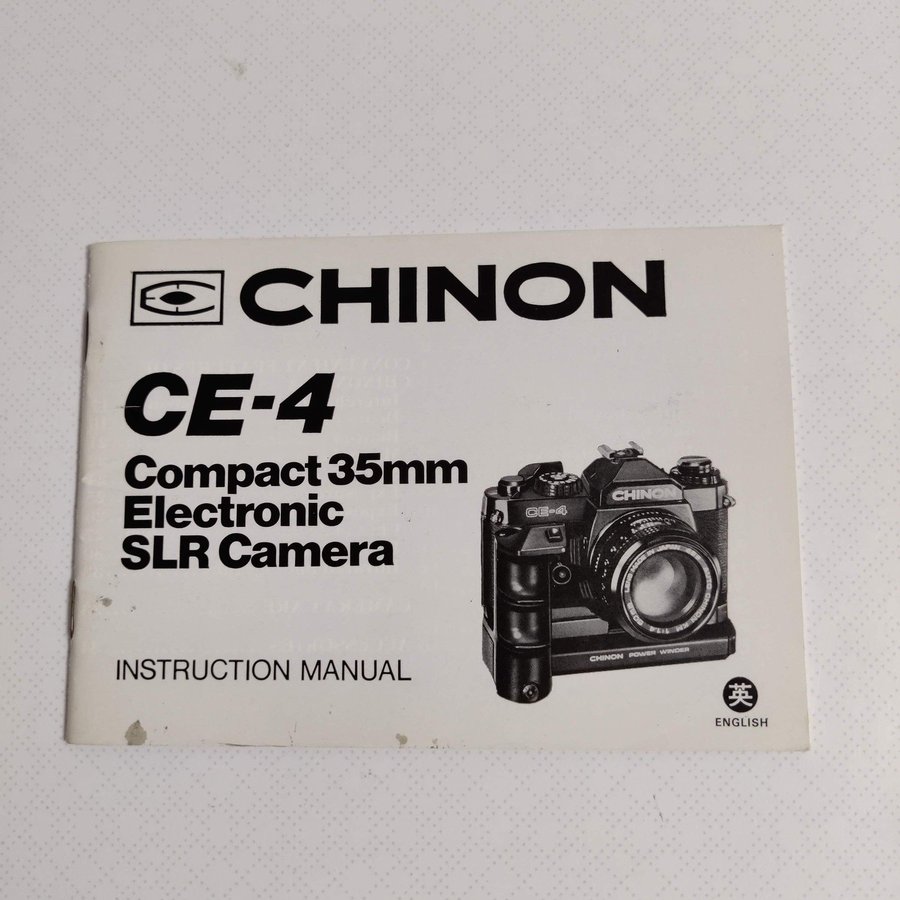 CHINON
CE-4
Compact 35mm
Electronic
SLR Camera
INSTRUCTION MANUAL
CHINON
CE-4
CHINON POWER WINDER
英
ENGLISH